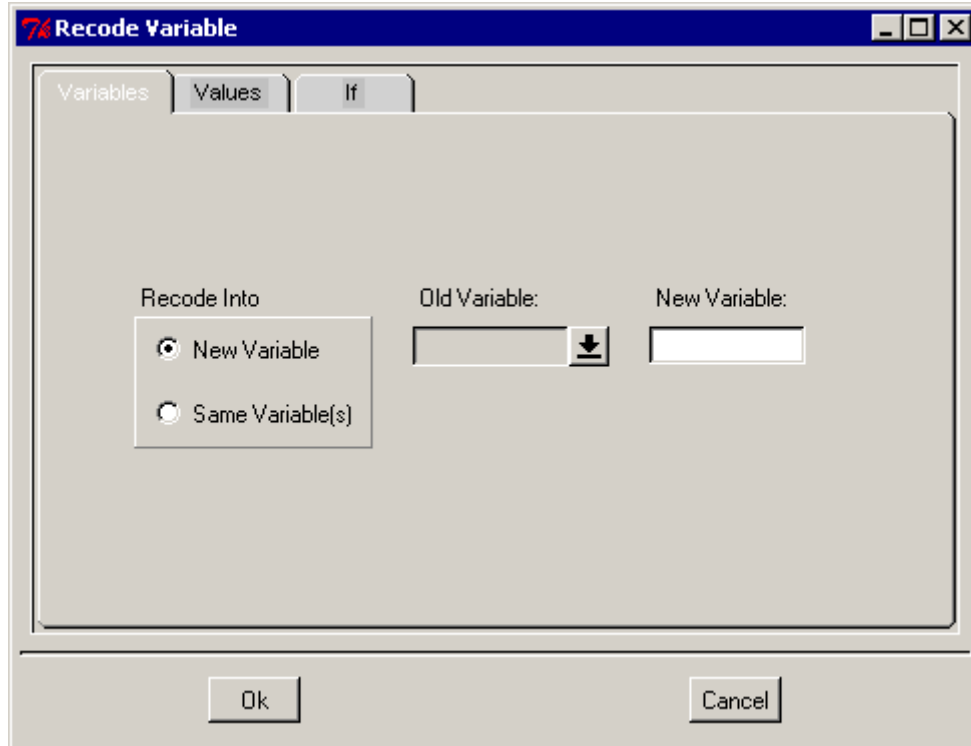 Recode Variable
Variables Values If
Recode Into Old Variable: New Variable:
New Variable
Same Variable(s)
Ok Cancel